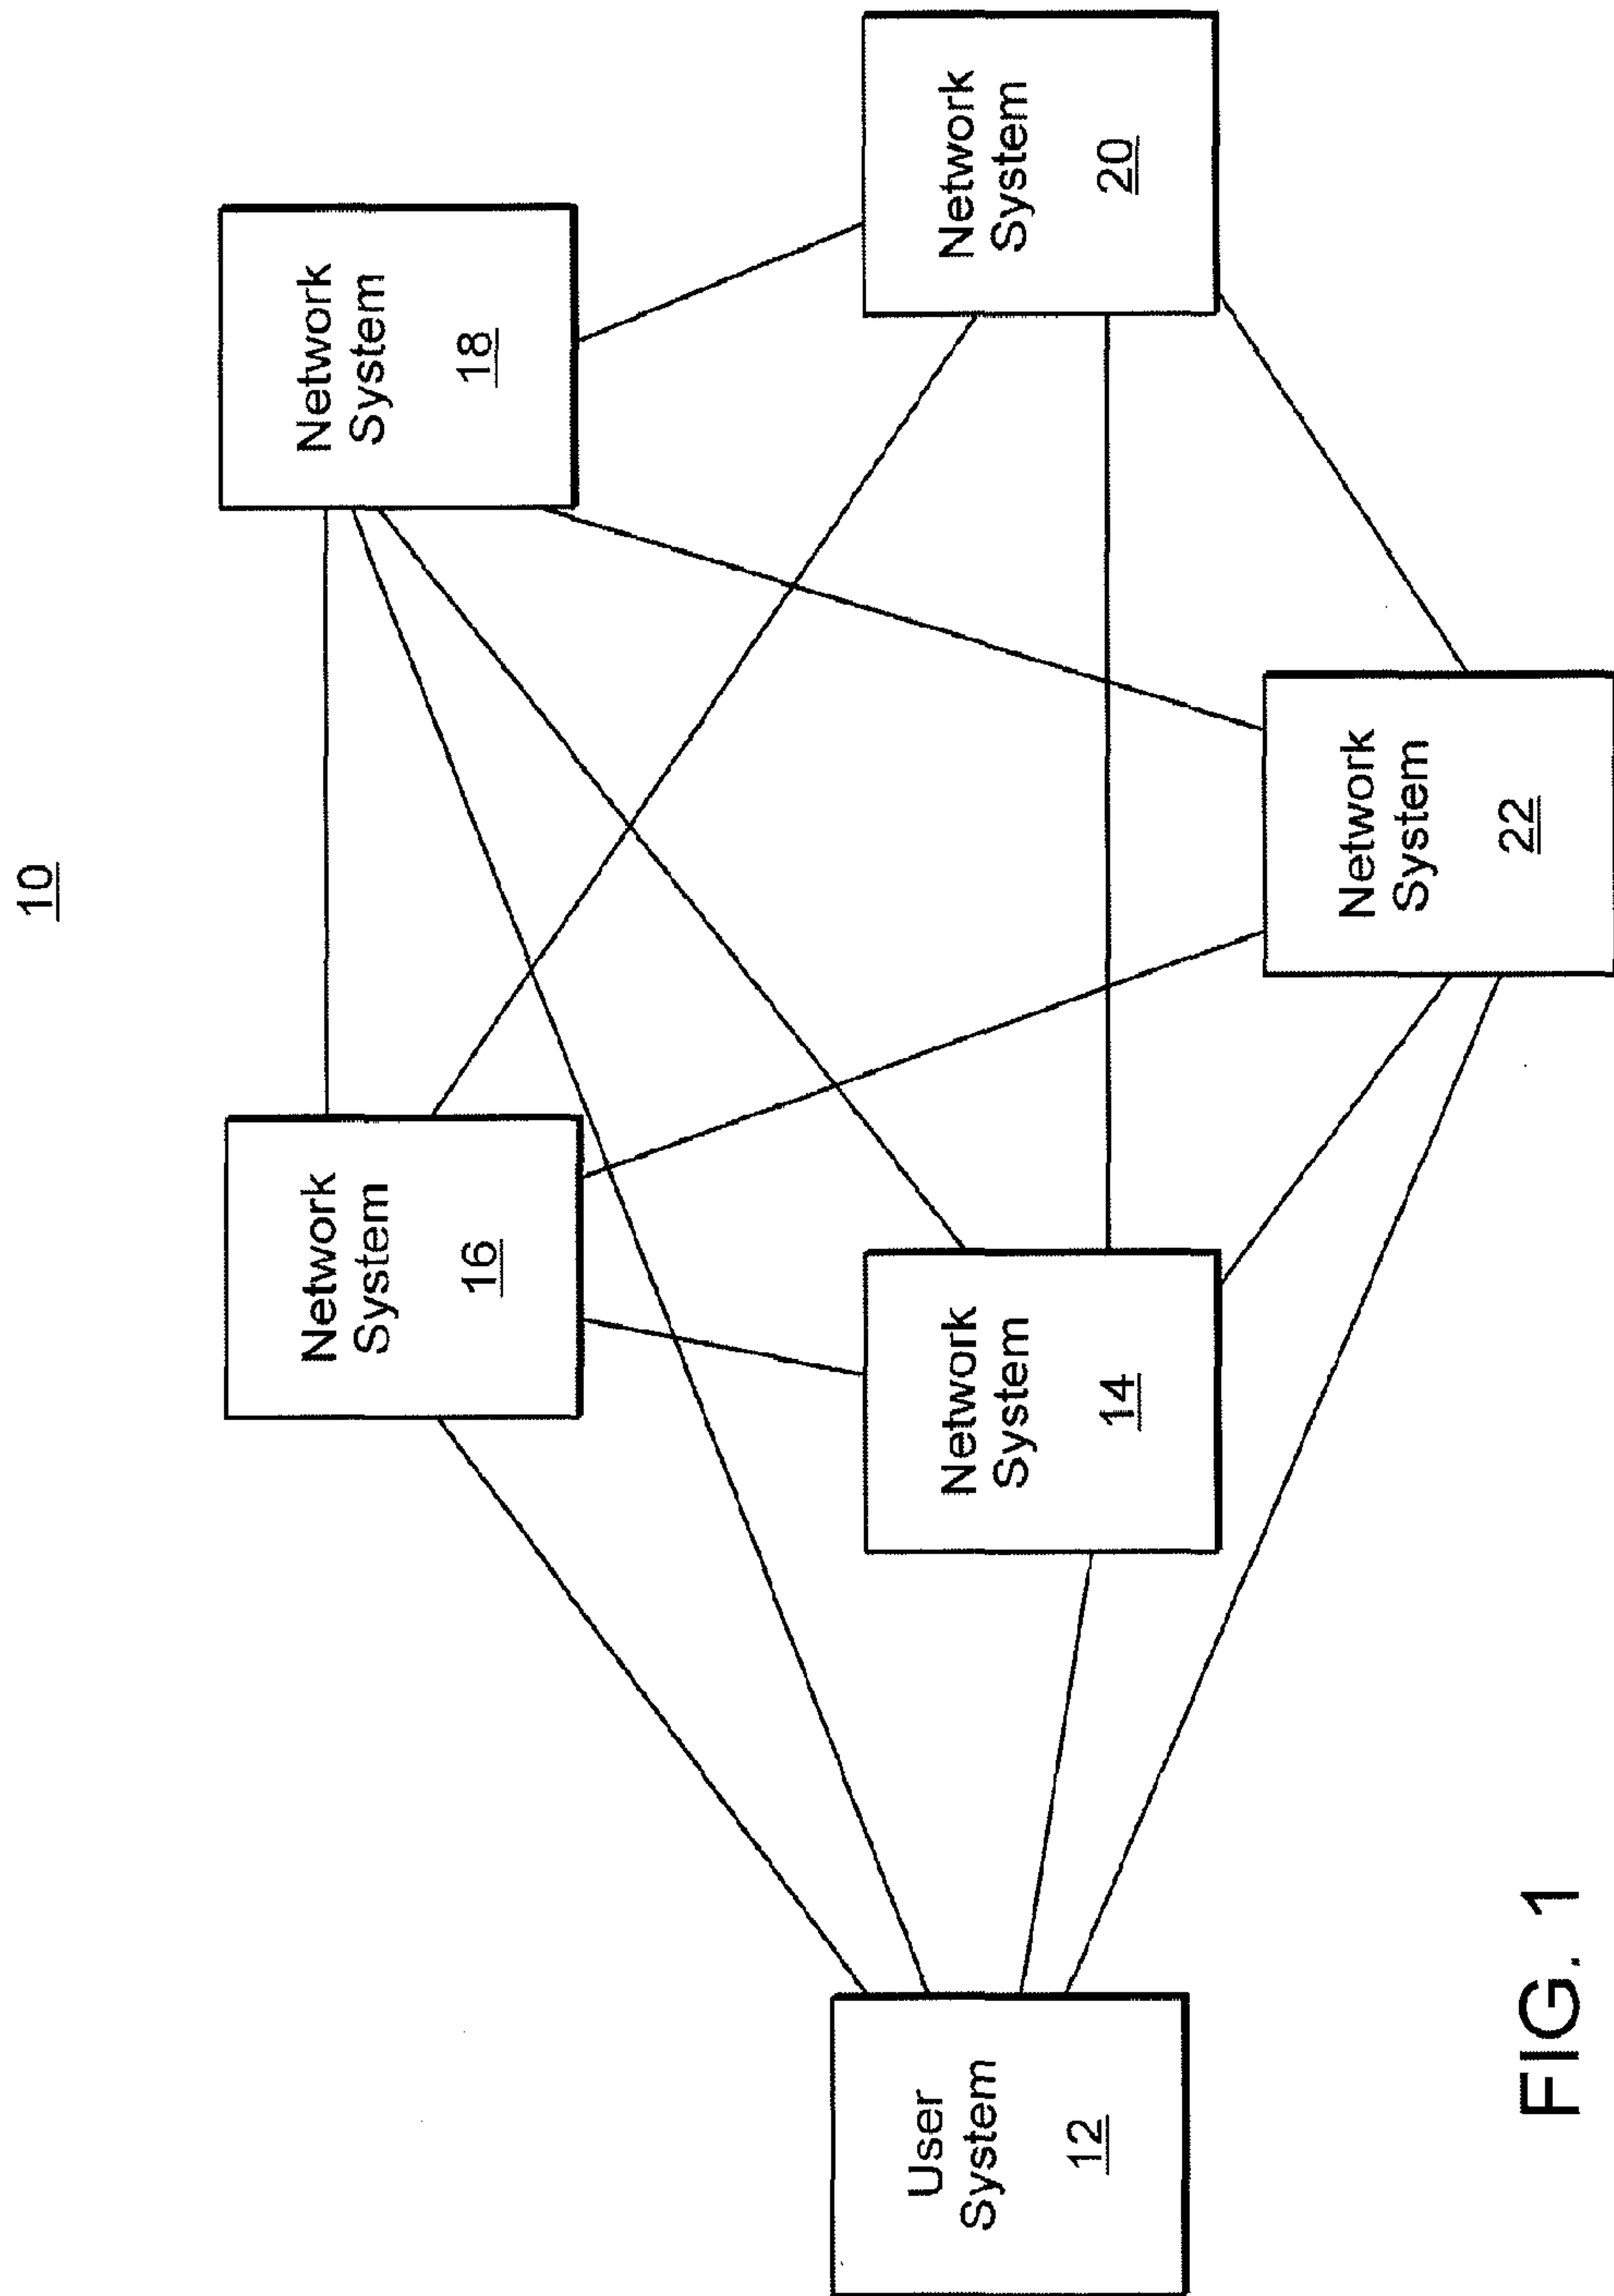 10
Network
System
16
Network
System
18
User
System
12
Network
System
14
Network
System
20
Network
System
22
FIG. 1